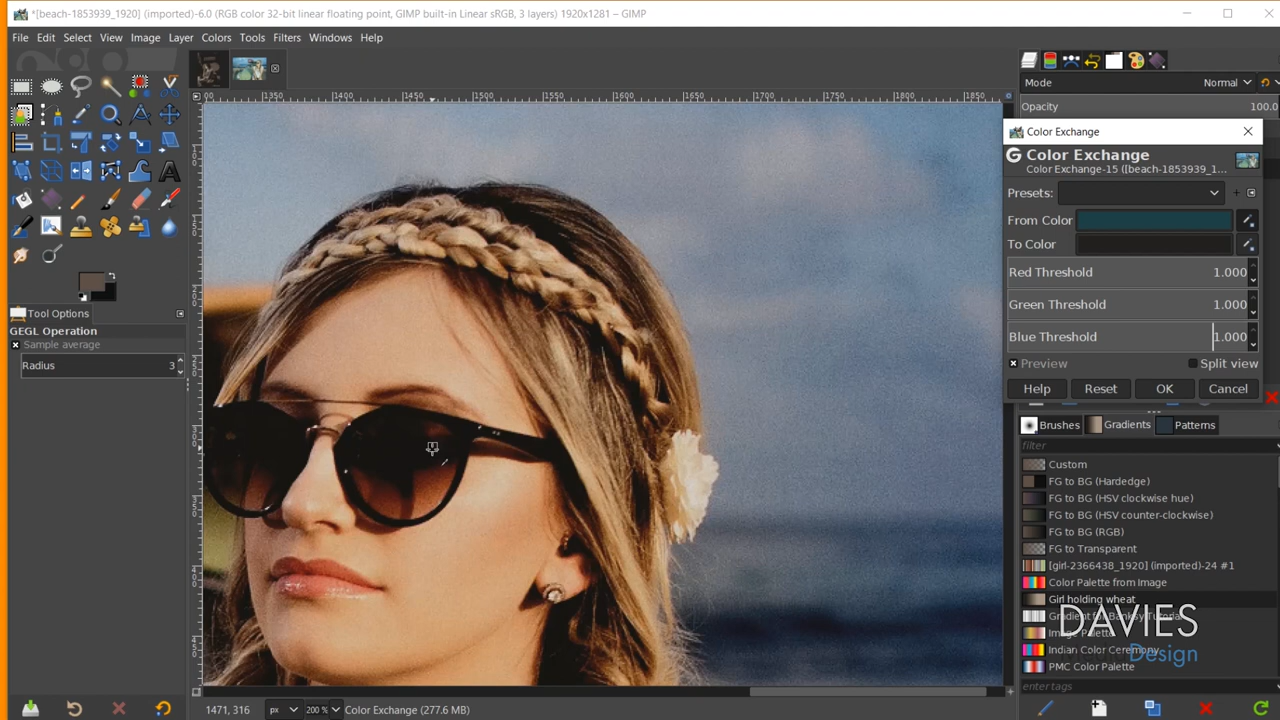 *[beach-1853939_1920] (imported)-6.0 (RGB color 32-bit linear floating point, GIMP built-in Linear sRGB, 3 layers) 1920x1281 – GIMP
File Edit Select View Image Layer Colors Tools Filters Windows Help
Mode Normal
Opacity 100.0
00 1350 1400 1450 1500 1550 1600 1650 1700 1750 1800 1850
Color Exchange
Color Exchange
Color Exchange-15 ([beach-1853939_1...
Presets:
From Color
To Color
Red Threshold 1.000
Green Threshold 1.000
Blue Threshold 1.000
Preview Split view
Help Reset OK Cancel
Tool Options
GEGL Operation
Sample average
Radius 3
Brushes Gradients Patterns
filter
Custom
FG to BG (Hardedge)
FG to BG (HSV clockwise hue)
FG to BG (HSV counter-clockwise)
FG to BG (RGB)
FG to Transparent
[girl-2366438_1920] (imported)-24 #1
Color Palette from Image
Girl holding wheat
Indian Color Ceremony
PMC Color Palette
DAVIES
Design
enter tags
1471, 316 px 200 % Color Exchange (277.6 MB)